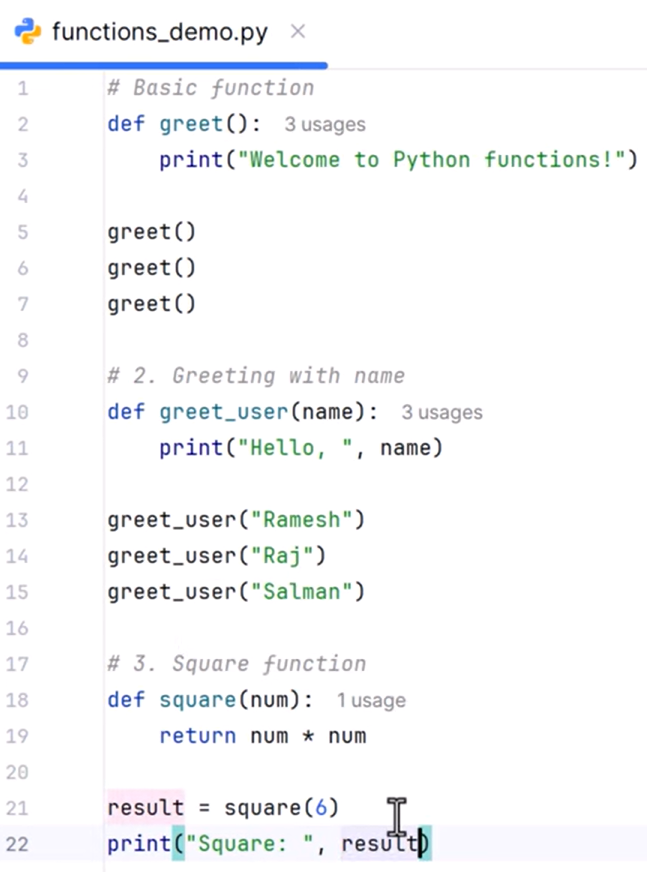 functions_demo.py
1 # Basic function
2 def greet(): 3 usages
3     print("Welcome to Python functions!")
4
5 greet()
6 greet()
7 greet()
8
9 # 2. Greeting with name
10 def greet_user(name): 3 usages
11     print("Hello, ", name)
12
13 greet_user("Ramesh")
14 greet_user("Raj")
15 greet_user("Salman")
16
17 # 3. Square function
18 def square(num): 1 usage
19     return num * num
20
21 result = square(6)
22 print("Square: ", result)